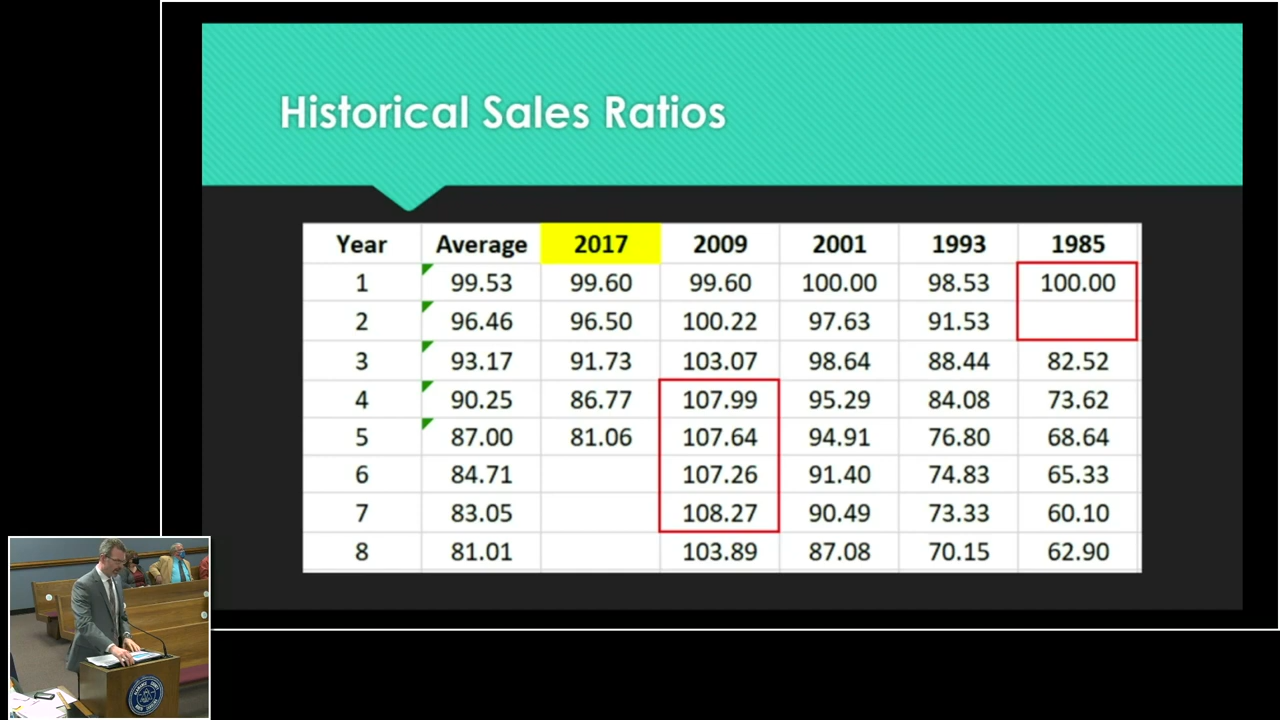 Historical Sales Ratios
Year Average 2017 2009 2001 1993 1985
1 99.53 99.60 99.60 100.00 98.53 100.00
2 96.46 96.50 100.22 97.63 91.53
3 93.17 91.73 103.07 98.64 88.44 82.52
4 90.25 86.77 107.99 95.29 84.08 73.62
5 87.00 81.06 107.64 94.91 76.80 68.64
6 84.71 107.26 91.40 74.83 65.33
7 83.05 108.27 90.49 73.33 60.10
8 81.01 103.89 87.08 70.15 62.90